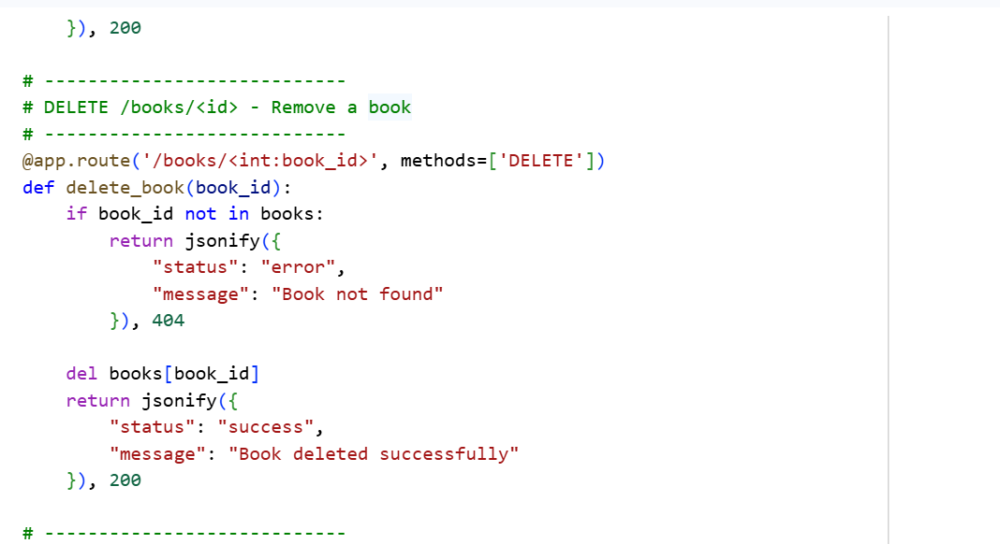 }), 200

# ----------------------------
# DELETE /books/<id> - Remove a book
# ----------------------------
@app.route('/books/<int:book_id>', methods=['DELETE'])
def delete_book(book_id):
    if book_id not in books:
        return jsonify({
            "status": "error",
            "message": "Book not found"
        }), 404

    del books[book_id]
    return jsonify({
        "status": "success",
        "message": "Book deleted successfully"
    }), 200

# ----------------------------